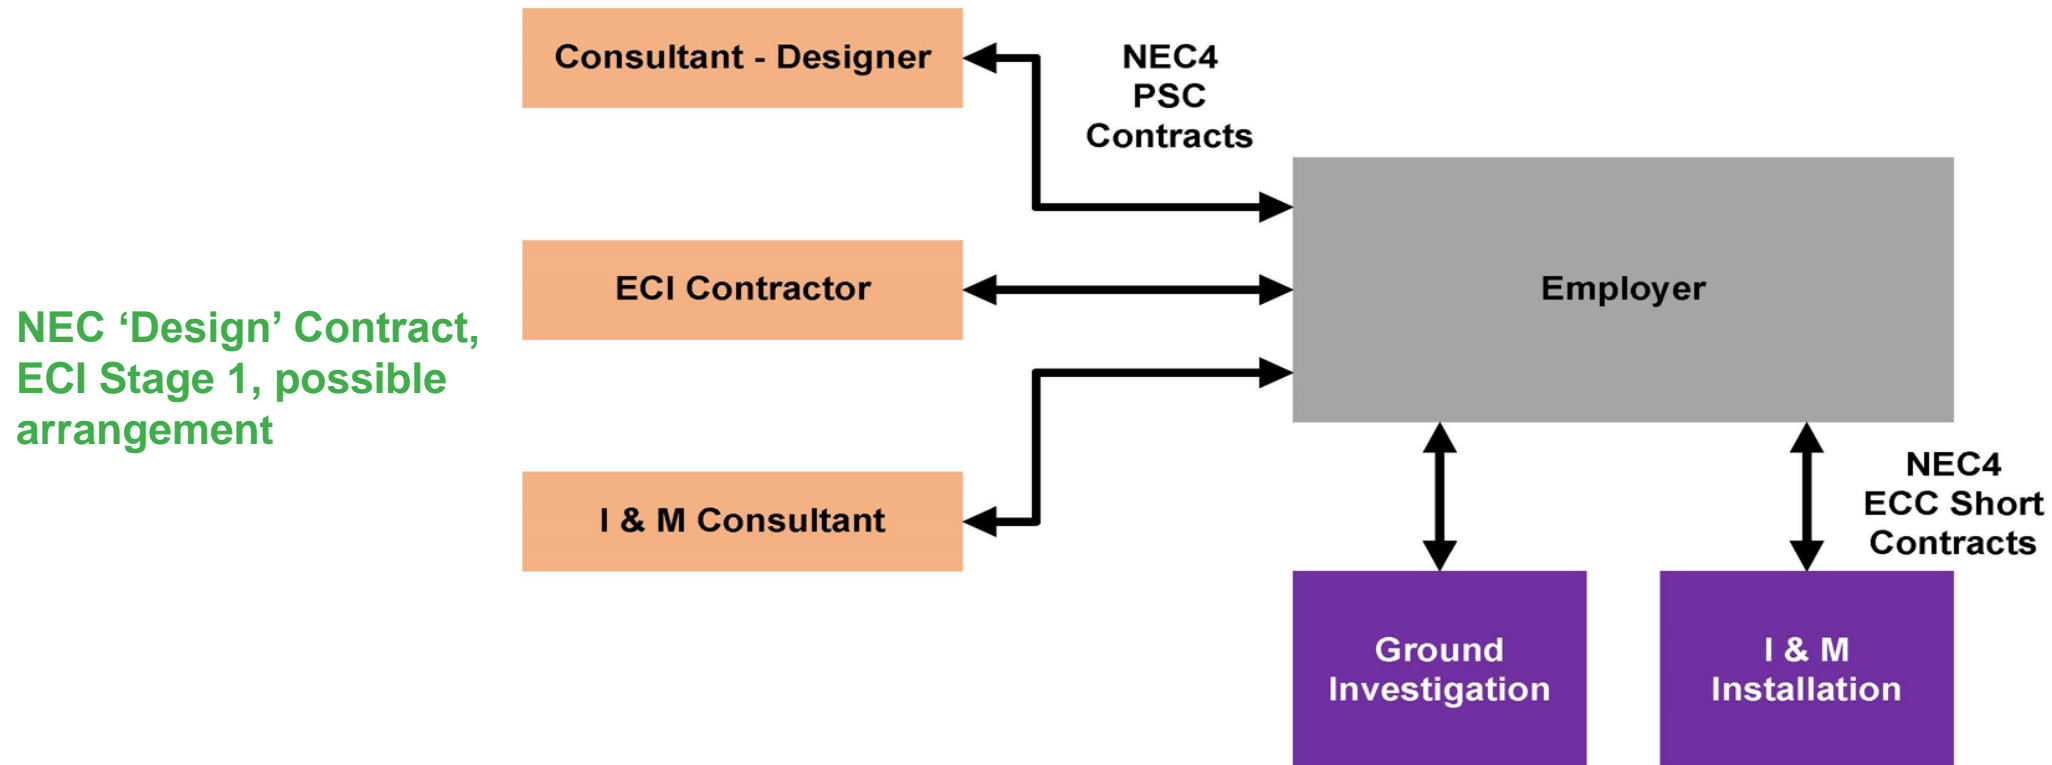 NEC ‘Design’ Contract,
ECI Stage 1, possible
arrangement
Consultant - Designer
NEC4
PSC
Contracts
ECI Contractor
Employer
I & M Consultant
NEC4
ECC Short
Contracts
Ground
Investigation
I & M
Installation